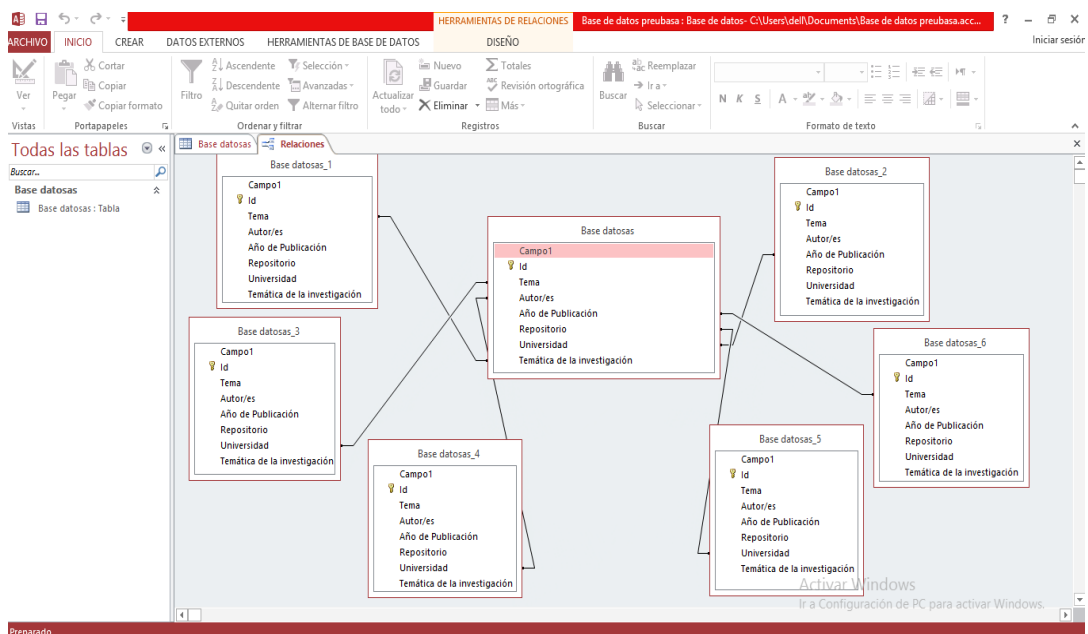 HERRAMIENTAS DE RELACIONES
Base de datos preubasa : Base de datos- C:\Users\dell\Documents\Base de datos preubasa.acc...
?
ARCHIVO
INICIO
CREAR
DATOS EXTERNOS
HERRAMIENTAS DE BASE DE DATOS
DISEÑO
Iniciar sesión
Ver
Pegar
Cortar
Copiar
Copiar formato
Filtro
Ascendente
Descendente
Quitar orden
Selección
Avanzadas
Alternar filtro
Actualizar
todo
Nuevo
Guardar
Eliminar
Totales
Revisión ortográfica
Más
Buscar
Reemplazar
Ir a
Seleccionar
N K S A
Vistas
Portapapeles
Ordenar y filtrar
Registros
Buscar
Formato de texto
Todas las tablas
Buscar..
Base datosas
Base datosas : Tabla
Base datosas
Relaciones
Base datosas_1
Campo1
Id
Tema
Autor/es
Año de Publicación
Repositorio
Universidad
Temática de la investigación
Base datosas
Campo1
Id
Tema
Autor/es
Año de Publicación
Repositorio
Universidad
Temática de la investigación
Base datosas_2
Campo1
Id
Tema
Autor/es
Año de Publicación
Repositorio
Universidad
Temática de la investigación
Base datosas_3
Campo1
Id
Tema
Autor/es
Año de Publicación
Repositorio
Universidad
Temática de la investigación
Base datosas_6
Campo1
Id
Tema
Autor/es
Año de Publicación
Repositorio
Universidad
Temática de la investigación
Base datosas_4
Campo1
Id
Tema
Autor/es
Año de Publicación
Repositorio
Universidad
Temática de la investigación
Base datosas_5
Campo1
Id
Tema
Autor/es
Año de Publicación
Repositorio
Universidad
Temática de la investigación
Activar Windows
Ir a Configuración de PC para activar Windows.
Preparado